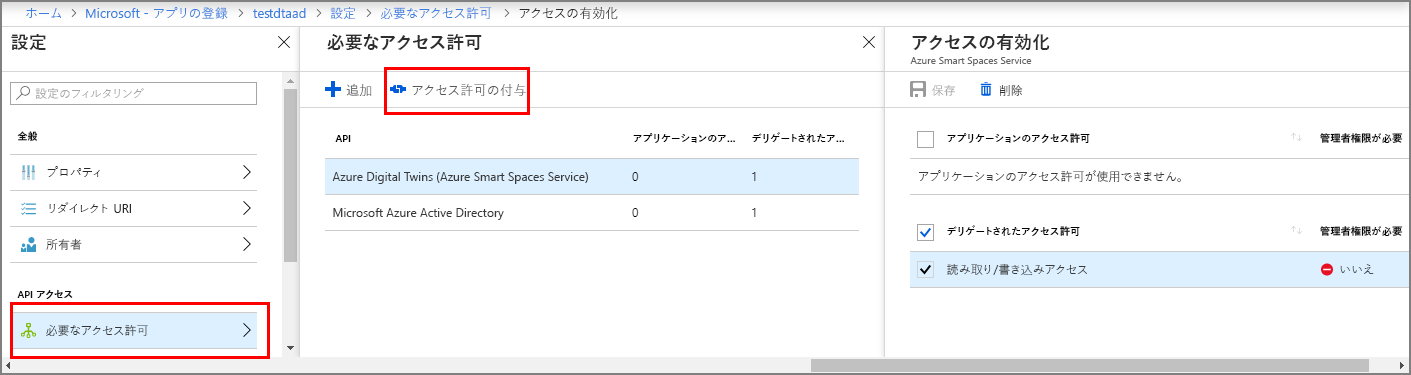 ホーム > Microsoft - アプリの登録 > testdtaad > 設定 > 必要なアクセス許可 > アクセスの有効化
設定
設定のフィルタリング
全般
プロパティ
リダイレクト URI
所有者
API アクセス
必要なアクセス許可
必要なアクセス許可
追加 アクセス許可の付与
API アプリケーションのア... デリゲートされたア...
Azure Digital Twins (Azure Smart Spaces Service) 0 1
Microsoft Azure Active Directory 0 1
アクセスの有効化
Azure Smart Spaces Service
保存 削除
アプリケーションのアクセス許可 管理者権限が必要
アプリケーションのアクセス許可が使用できません。
デリゲートされたアクセス許可 管理者権限が必要
読み取り/書き込みアクセス いいえ